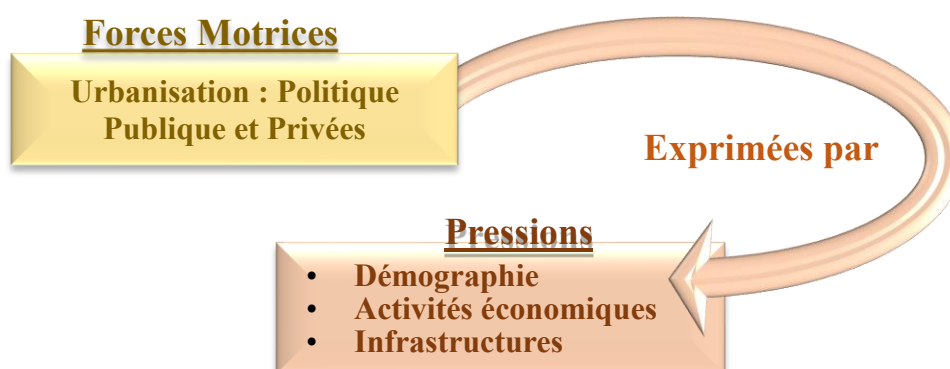 Forces Motrices
Urbanisation : Politique
Publique et Privées
Exprimées par
Pressions
• Démographie
• Activités économiques
• Infrastructures